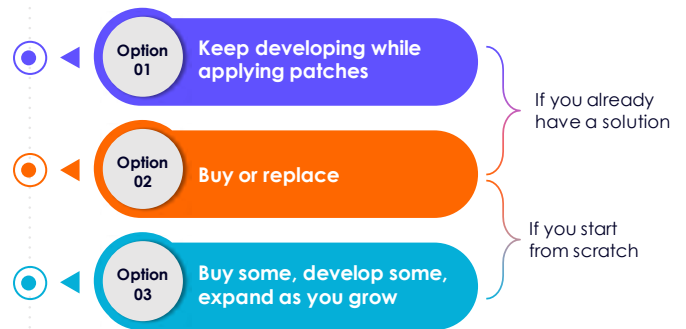 Option
01
Keep developing while
applying patches
If you already
have a solution
Option
02
Buy or replace
If you start
from scratch
Option
03
Buy some, develop some,
expand as you grow